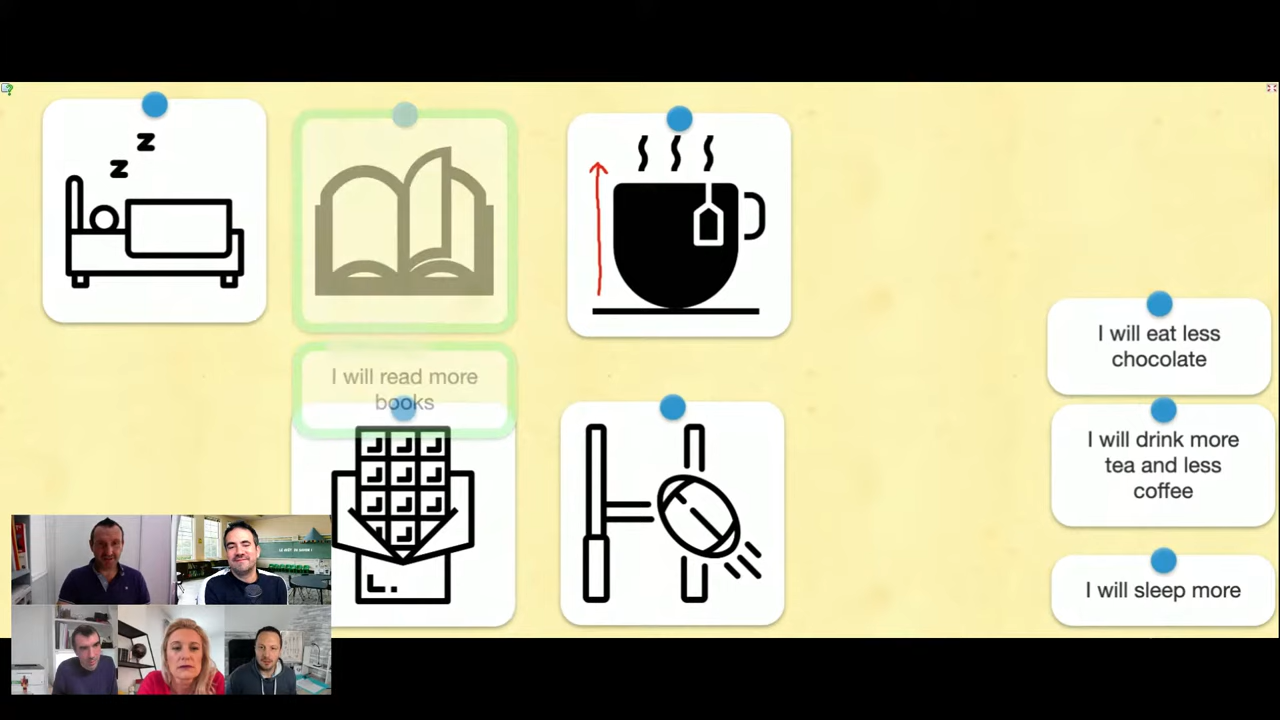 z
z
I will read more
books
I will eat less
chocolate
I will drink more
tea and less
coffee
I will sleep more